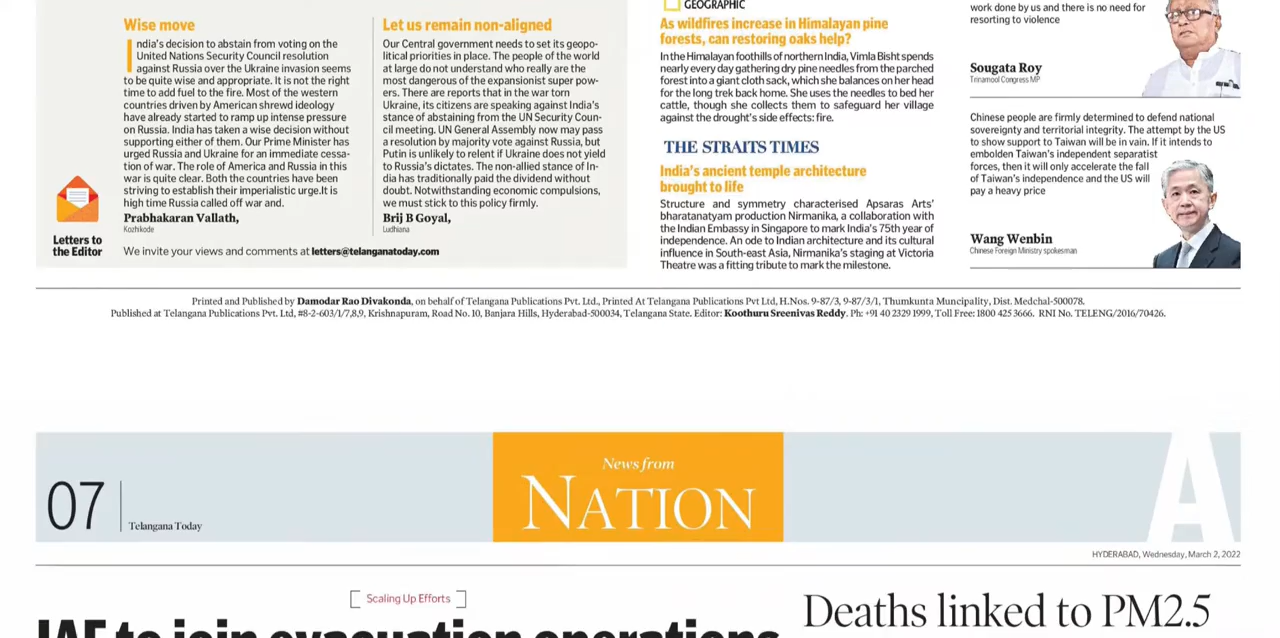 Wise move
India's decision to abstain from voting on the
United Nations Security Council resolution
against Russia over the Ukraine invasion seems
to be quite wise and appropriate. It is not the right
time to add fuel to the fire. Most of the western
countries driven by American shrewd ideology
have already started to ramp up intense pressure
on Russia. India has taken a wise decision without
supporting either of them. Our Prime Minister has
urged Russia and Ukraine for an immediate cessa-
tion of war. The role of America and Russia in this
war is quite clear. Both the countries have been
striving to establish their imperialistic urge.It is
high time Russia called off war and.
Prabhakaran Vallath,
Kozhikode
Let us remain non-aligned
Our Central government needs to set its geopo-
litical priorities in place. The people of the world
at large do not understand who really are the
most dangerous of the expansionist super pow-
ers. There are reports that in the war torn
Ukraine, its citizens are speaking against India's
stance of abstaining from the UN Security Coun-
cil meeting. UN General Assembly now may pass
a resolution by majority vote against Russia, but
Putin is unlikely to relent if Ukraine does not yield
to Russia's dictates. The non-allied stance of In-
dia has traditionally paid the dividend without
doubt. Notwithstanding economic compulsions,
we must stick to this policy firmly.
Brij B Goyal,
Ludhiana
Letters to
the Editor
We invite your views and comments at letters@telanganatoday.com
GEOGRAPHIC
As wildfires increase in Himalayan pine
forests, can restoring oaks help?
In the Himalayan foothills of northern India, Vimla Bisht spends
nearly every day gathering dry pine needles from the parched
forest into a giant cloth sack, which she balances on her head
for the long trek back home. She uses the needles to bed her
cattle, though she collects them to safeguard her village
against the drought's side effects: fire.
THE STRAITS TIMES
India's ancient temple architecture
brought to life
Structure and symmetry characterised Apsaras Arts'
bharatanatyam production Nirmanika, a collaboration with
the Indian Embassy in Singapore to mark India's 75th year of
independence. An ode to Indian architecture and its cultural
influence in South-east Asia, Nirmanika's staging at Victoria
Theatre was a fitting tribute to mark the milestone.
work done by us and there is no need for
resorting to violence
Sougata Roy
Trinamool Congress MP
Chinese people are firmly determined to defend national
sovereignty and territorial integrity. The attempt by the US
to show support to Taiwan will be in vain. If it intends to
embolden Taiwan's independent separatist
forces, then it will only accelerate the fall
of Taiwan's independence and the US will
pay a heavy price
Wang Wenbin
Chinese Foreign Ministry spokesman
Printed and Published by Damodar Rao Divakonda, on behalf of Telangana Publications Pvt. Ltd., Printed At Telangana Publications Pvt Ltd, H.Nos. 9-87/3, 9-87/3/1, Thumkunta Muncipality, Dist. Medchal-500078.
Published at Telangana Publications Pvt. Ltd, #8-2-603/1/7,8,9, Krishnapuram, Road No. 10, Banjara Hills, Hyderabad-500034, Telangana State. Editor: Koothuru Sreenivas Reddy. Ph: +91 40 2329 1999, Toll Free: 1800 425 3666. RNI No. TELENG/2016/70426.
07
Telangana Today
News from
NATION
A
HYDERABAD, Wednesday, March 2, 2022
Scaling Up Efforts
IAF to join evacuation operations
Deaths linked to PM2.5